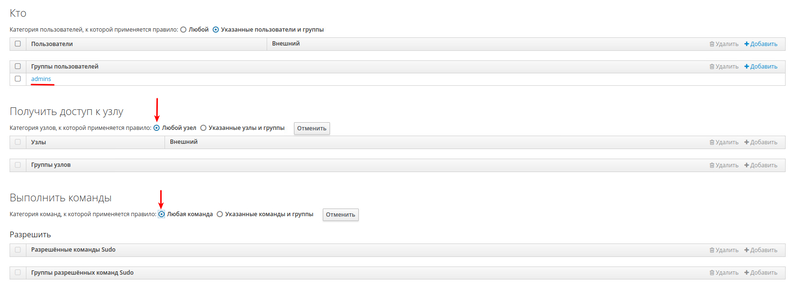 Кто
Категория пользователей, к которой применяется правило: Любой Указанные пользователи и группы
Пользователи Внешний Удалить Добавить
Группы пользователей Удалить Добавить
admins
Получить доступ к узлу
Категория узлов, к которой применяется правило: Любой узел Указанные узлы и группы Отменить
Узлы Внешний Удалить Добавить
Группы узлов Удалить Добавить
Выполнить команды
Категория команд, к которой применяется правило: Любая команда Указанные команды и группы Отменить
Разрешить
Разрешённые команды Sudo Удалить Добавить
Группы разрешённых команд Sudo Удалить Добавить